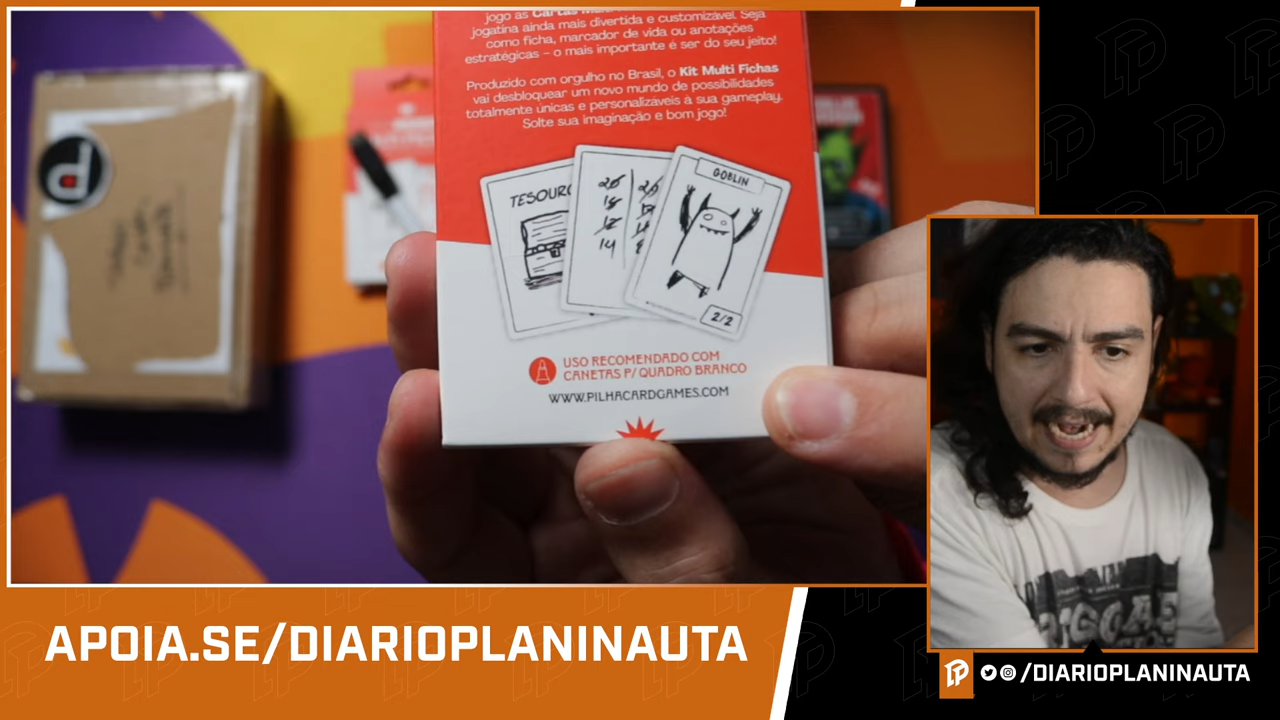 jogo as Cartas
jogatina ainda mais divertida e customizável. Seja
como ficha, marcador de vida ou anotações
estratégicas – o mais importante é ser do seu jeito!
Produzido com orgulho no Brasil, o Kit Multi Fichas
vai desbloquear um novo mundo de possibilidades
totalmente únicas e personalizáveis à sua gameplay.
Solte sua imaginação e bom jogo!
TESOURO
GOBLIN
14
2/2
USO RECOMENDADO COM
CANETAS P/ QUADRO BRANCO
WWW.PILHACARDGAMES.COM
APOIA.SE/DIARIOPLANINAUTA
/DIARIOPLANINAUTA